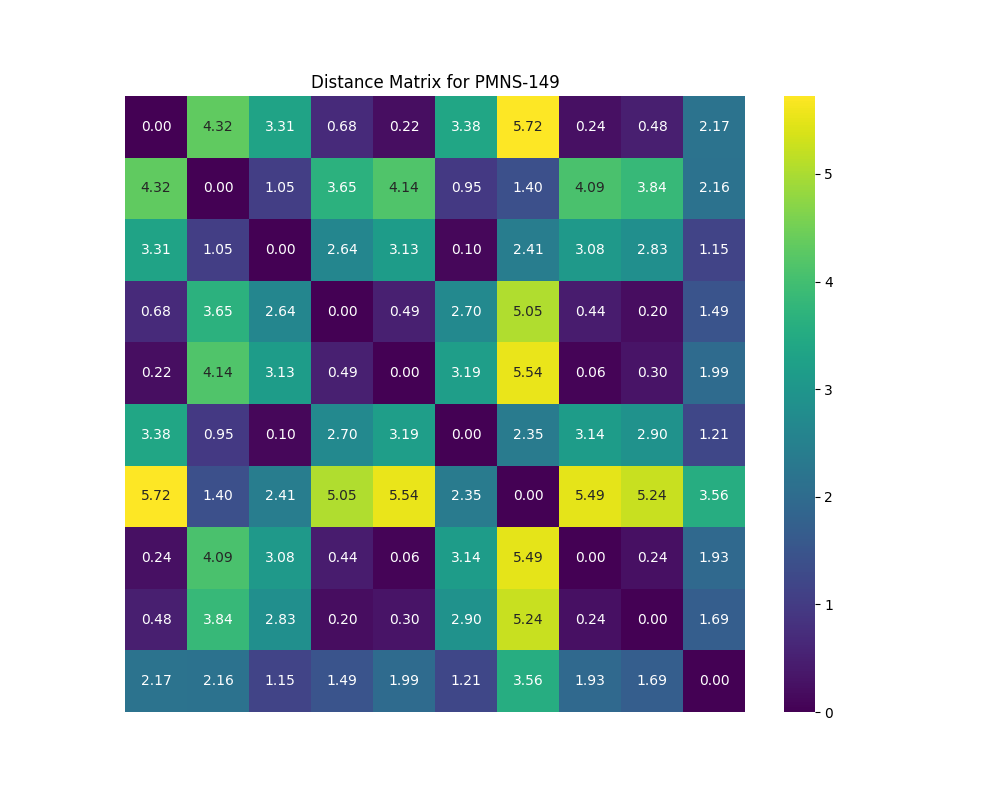 Distance Matrix for PMNS-149
0.00 4.32 3.31 0.68 0.22 3.38 5.72 0.24 0.48 2.17
4.32 0.00 1.05 3.65 4.14 0.95 1.40 4.09 3.84 2.16
3.31 1.05 0.00 2.64 3.13 0.10 2.41 3.08 2.83 1.15
0.68 3.65 2.64 0.00 0.49 2.70 5.05 0.44 0.20 1.49
0.22 4.14 3.13 0.49 0.00 3.19 5.54 0.06 0.30 1.99
3.38 0.95 0.10 2.70 3.19 0.00 2.35 3.14 2.90 1.21
5.72 1.40 2.41 5.05 5.54 2.35 0.00 5.49 5.24 3.56
0.24 4.09 3.08 0.44 0.06 3.14 5.49 0.00 0.24 1.93
0.48 3.84 2.83 0.20 0.30 2.90 5.24 0.24 0.00 1.69
2.17 2.16 1.15 1.49 1.99 1.21 3.56 1.93 1.69 0.00
5
4
3
2
1
0